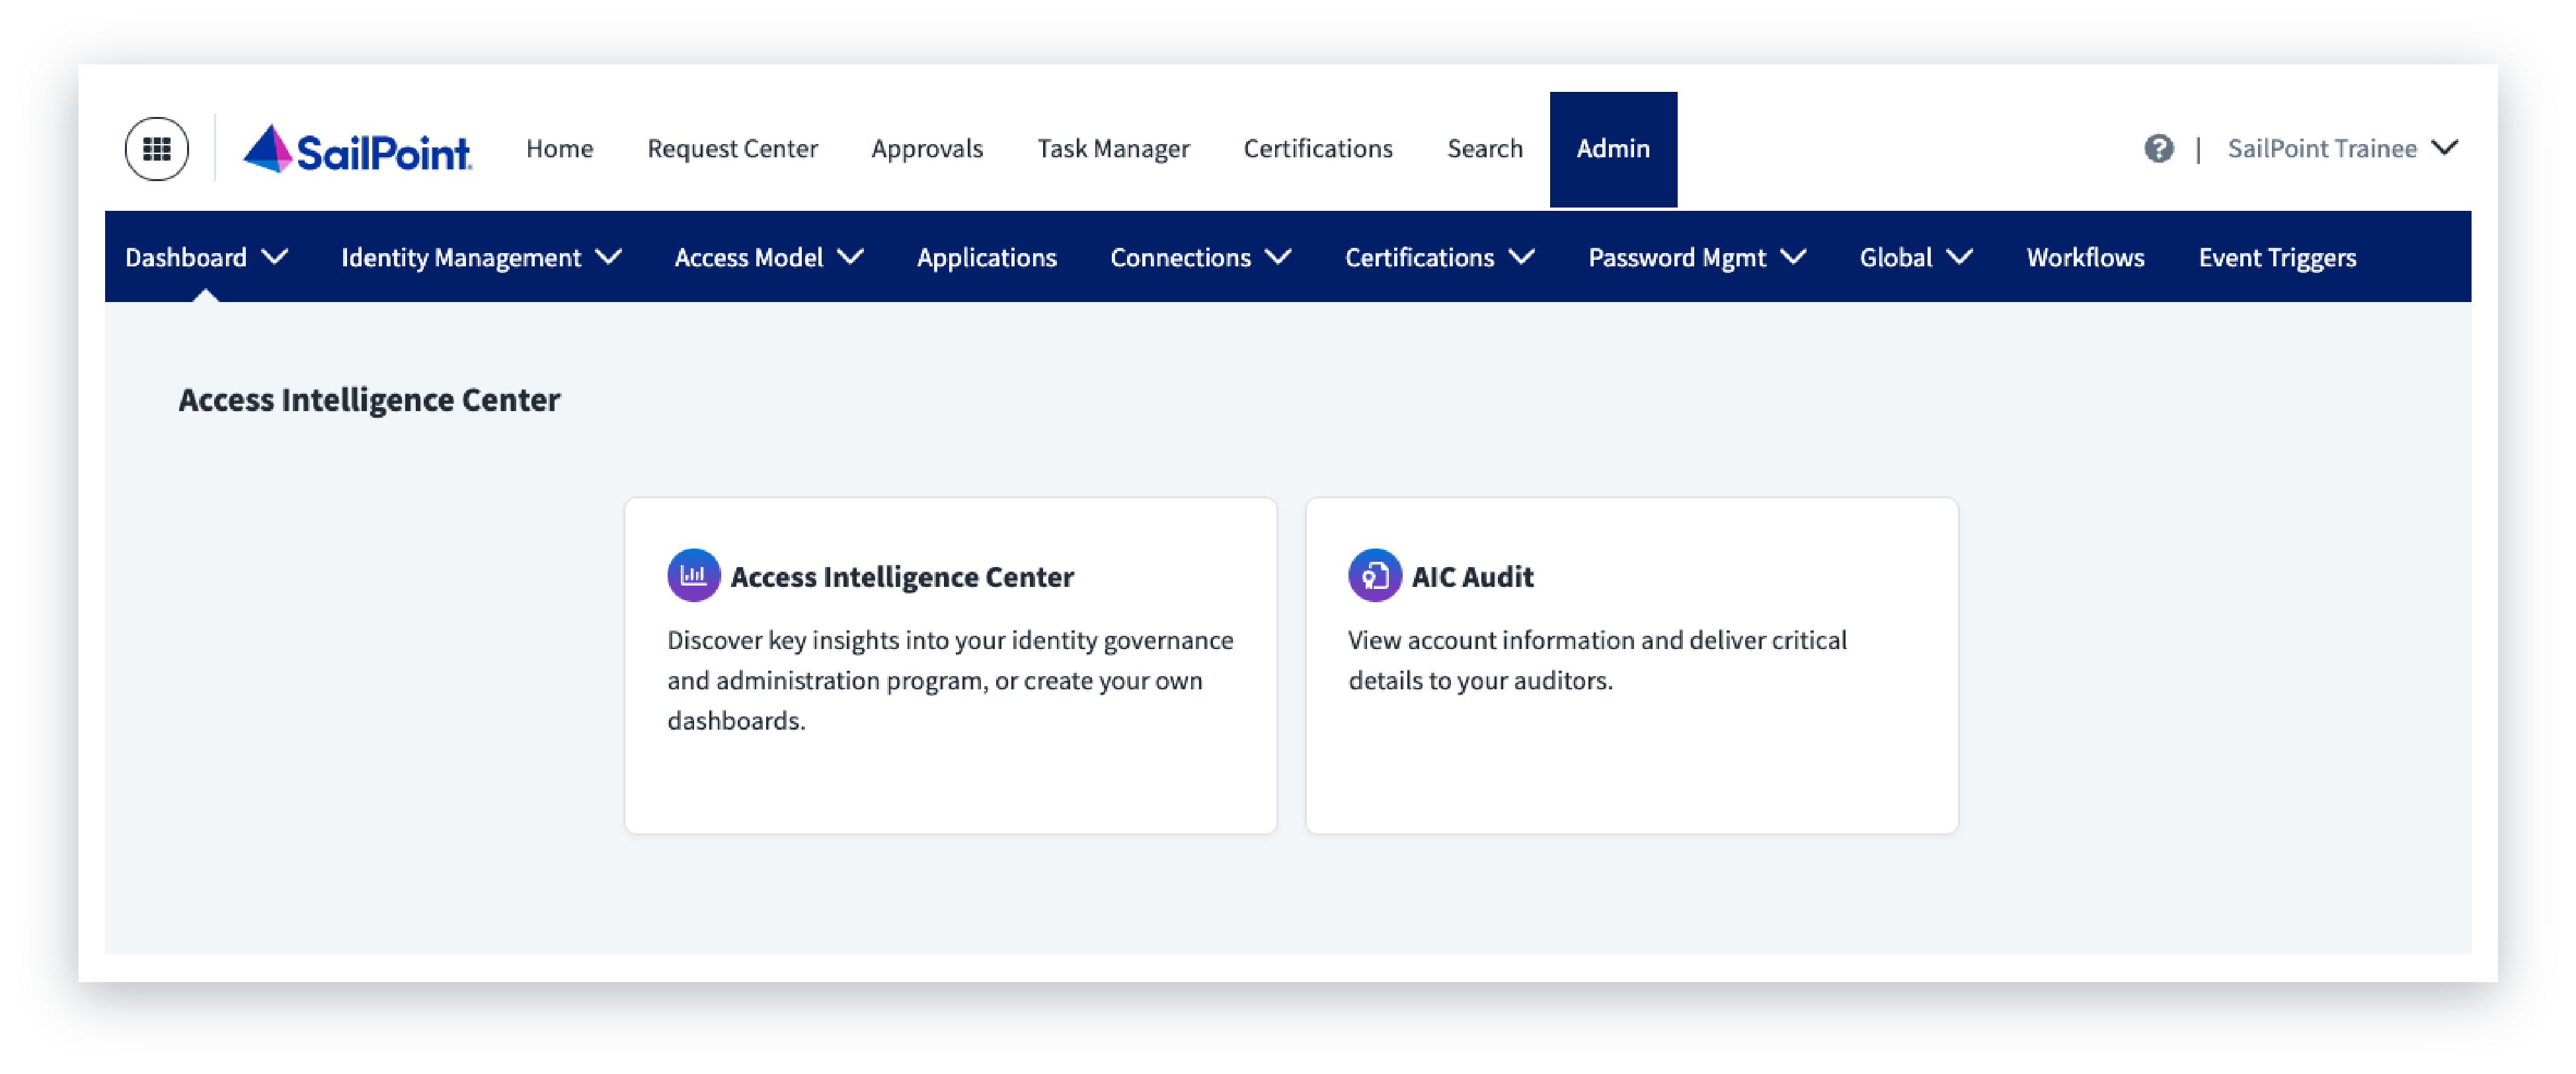 SailPoint Home Request Center Approvals Task Manager Certifications Search Admin ? | SailPoint Trainee
Dashboard Identity Management Access Model Applications Connections Certifications Password Mgmt Global Workflows Event Triggers
Access Intelligence Center
Access Intelligence Center
Discover key insights into your identity governance
and administration program, or create your own
dashboards.
AIC Audit
View account information and deliver critical
details to your auditors.